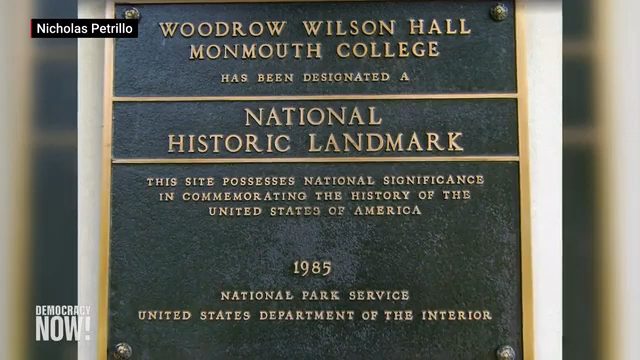 Nicholas Petrillo
WOODROW WILSON HALL
MONMOUTH COLLEGE
HAS BEEN DESIGNATED A
NATIONAL
HISTORIC LANDMARK
THIS SITE POSSESSES NATIONAL SIGNIFICANCE
IN COMMEMORATING THE HISTORY OF THE
UNITED STATES OF AMERICA
1985
NATIONAL PARK SERVICE
UNITED STATES DEPARTMENT OF THE INTERIOR
DEMOCRACY
NOW!